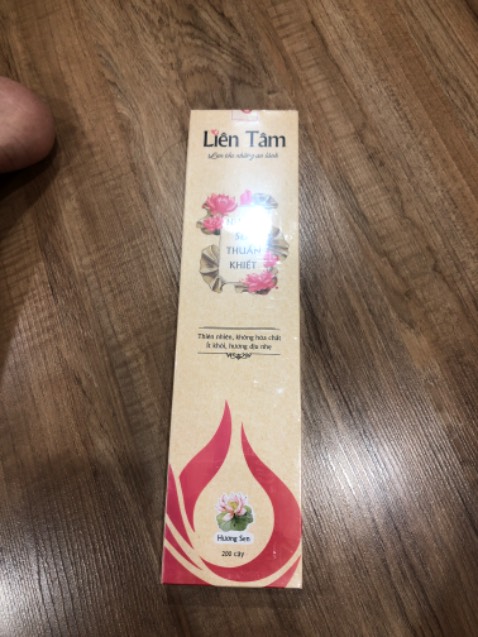 Liên Tâm
THUẦN
KHIẾT
Thiên nhiên, không hóa chất
Ít khói, hương dịu nhẹ
Hương Sen
200 cây